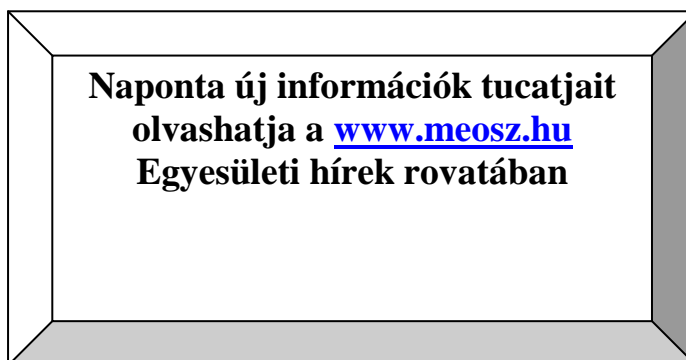 Naponta új információk tucatjait
olvashatja a www.meosz.hu
Egyesületi hírek rovatában